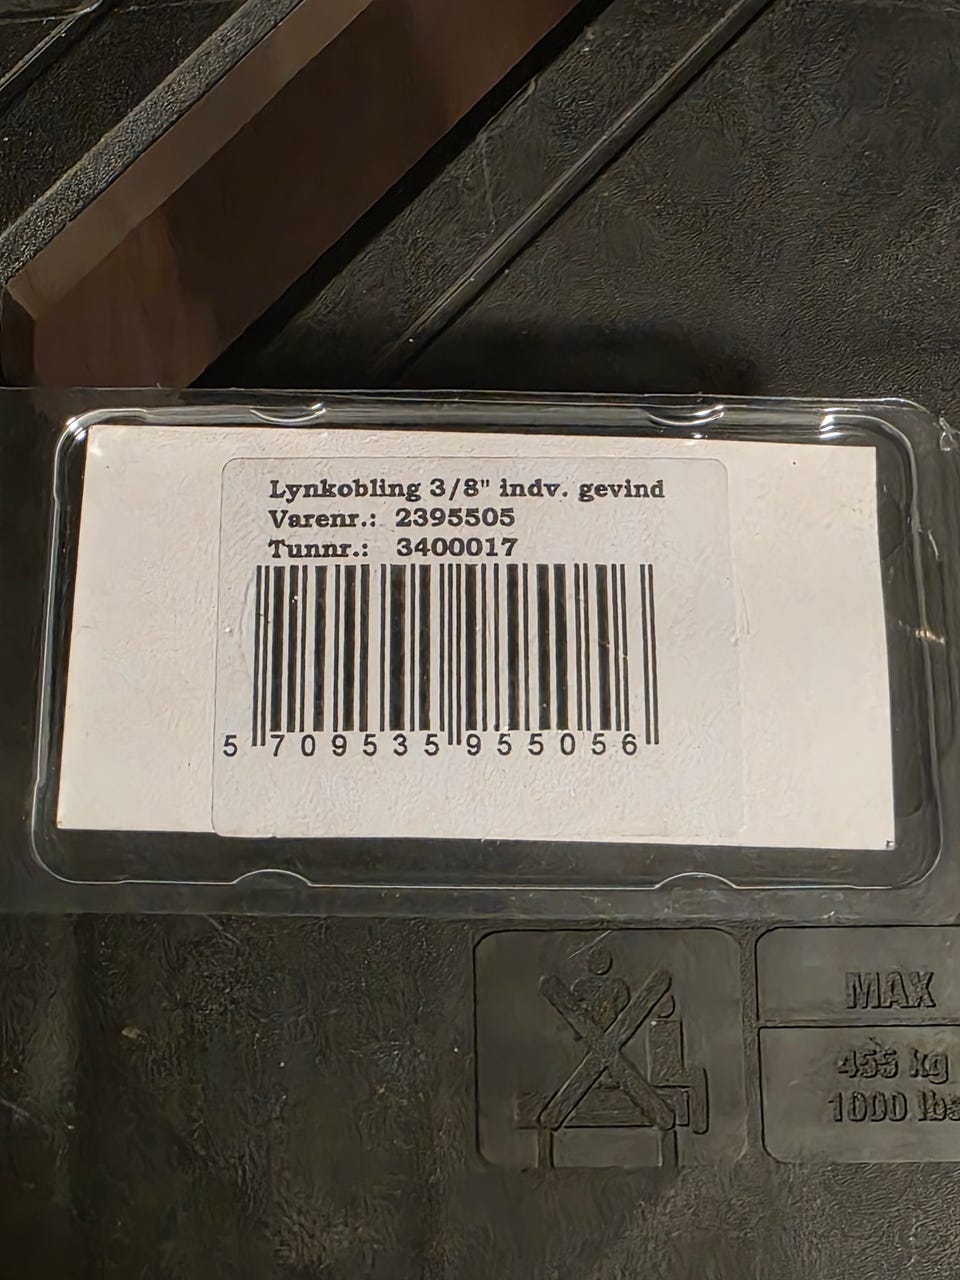 Lynkobling 3/8" indv. gevind
Varenr.: 2395505
Tunnr.: 3400017
5 709535 955056
MAX
455 kg
1000 lbs